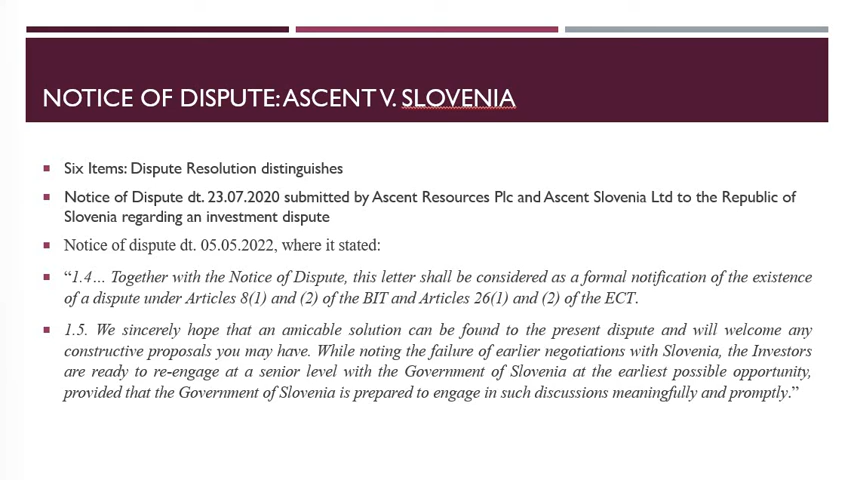 NOTICE OF DISPUTE: ASCENT V. SLOVENIA
Six Items: Dispute Resolution distinguishes
Notice of Dispute dt. 23.07.2020 submitted by Ascent Resources Plc and Ascent Slovenia Ltd to the Republic of
Slovenia regarding an investment dispute
Notice of dispute dt. 05.05.2022, where it stated:
“1.4… Together with the Notice of Dispute, this letter shall be considered as a formal notification of the existence
of a dispute under Articles 8(1) and (2) of the BIT and Articles 26(1) and (2) of the ECT.
1.5. We sincerely hope that an amicable solution can be found to the present dispute and will welcome any
constructive proposals you may have. While noting the failure of earlier negotiations with Slovenia, the Investors
are ready to re-engage at a senior level with the Government of Slovenia at the earliest possible opportunity,
provided that the Government of Slovenia is prepared to engage in such discussions meaningfully and promptly.”